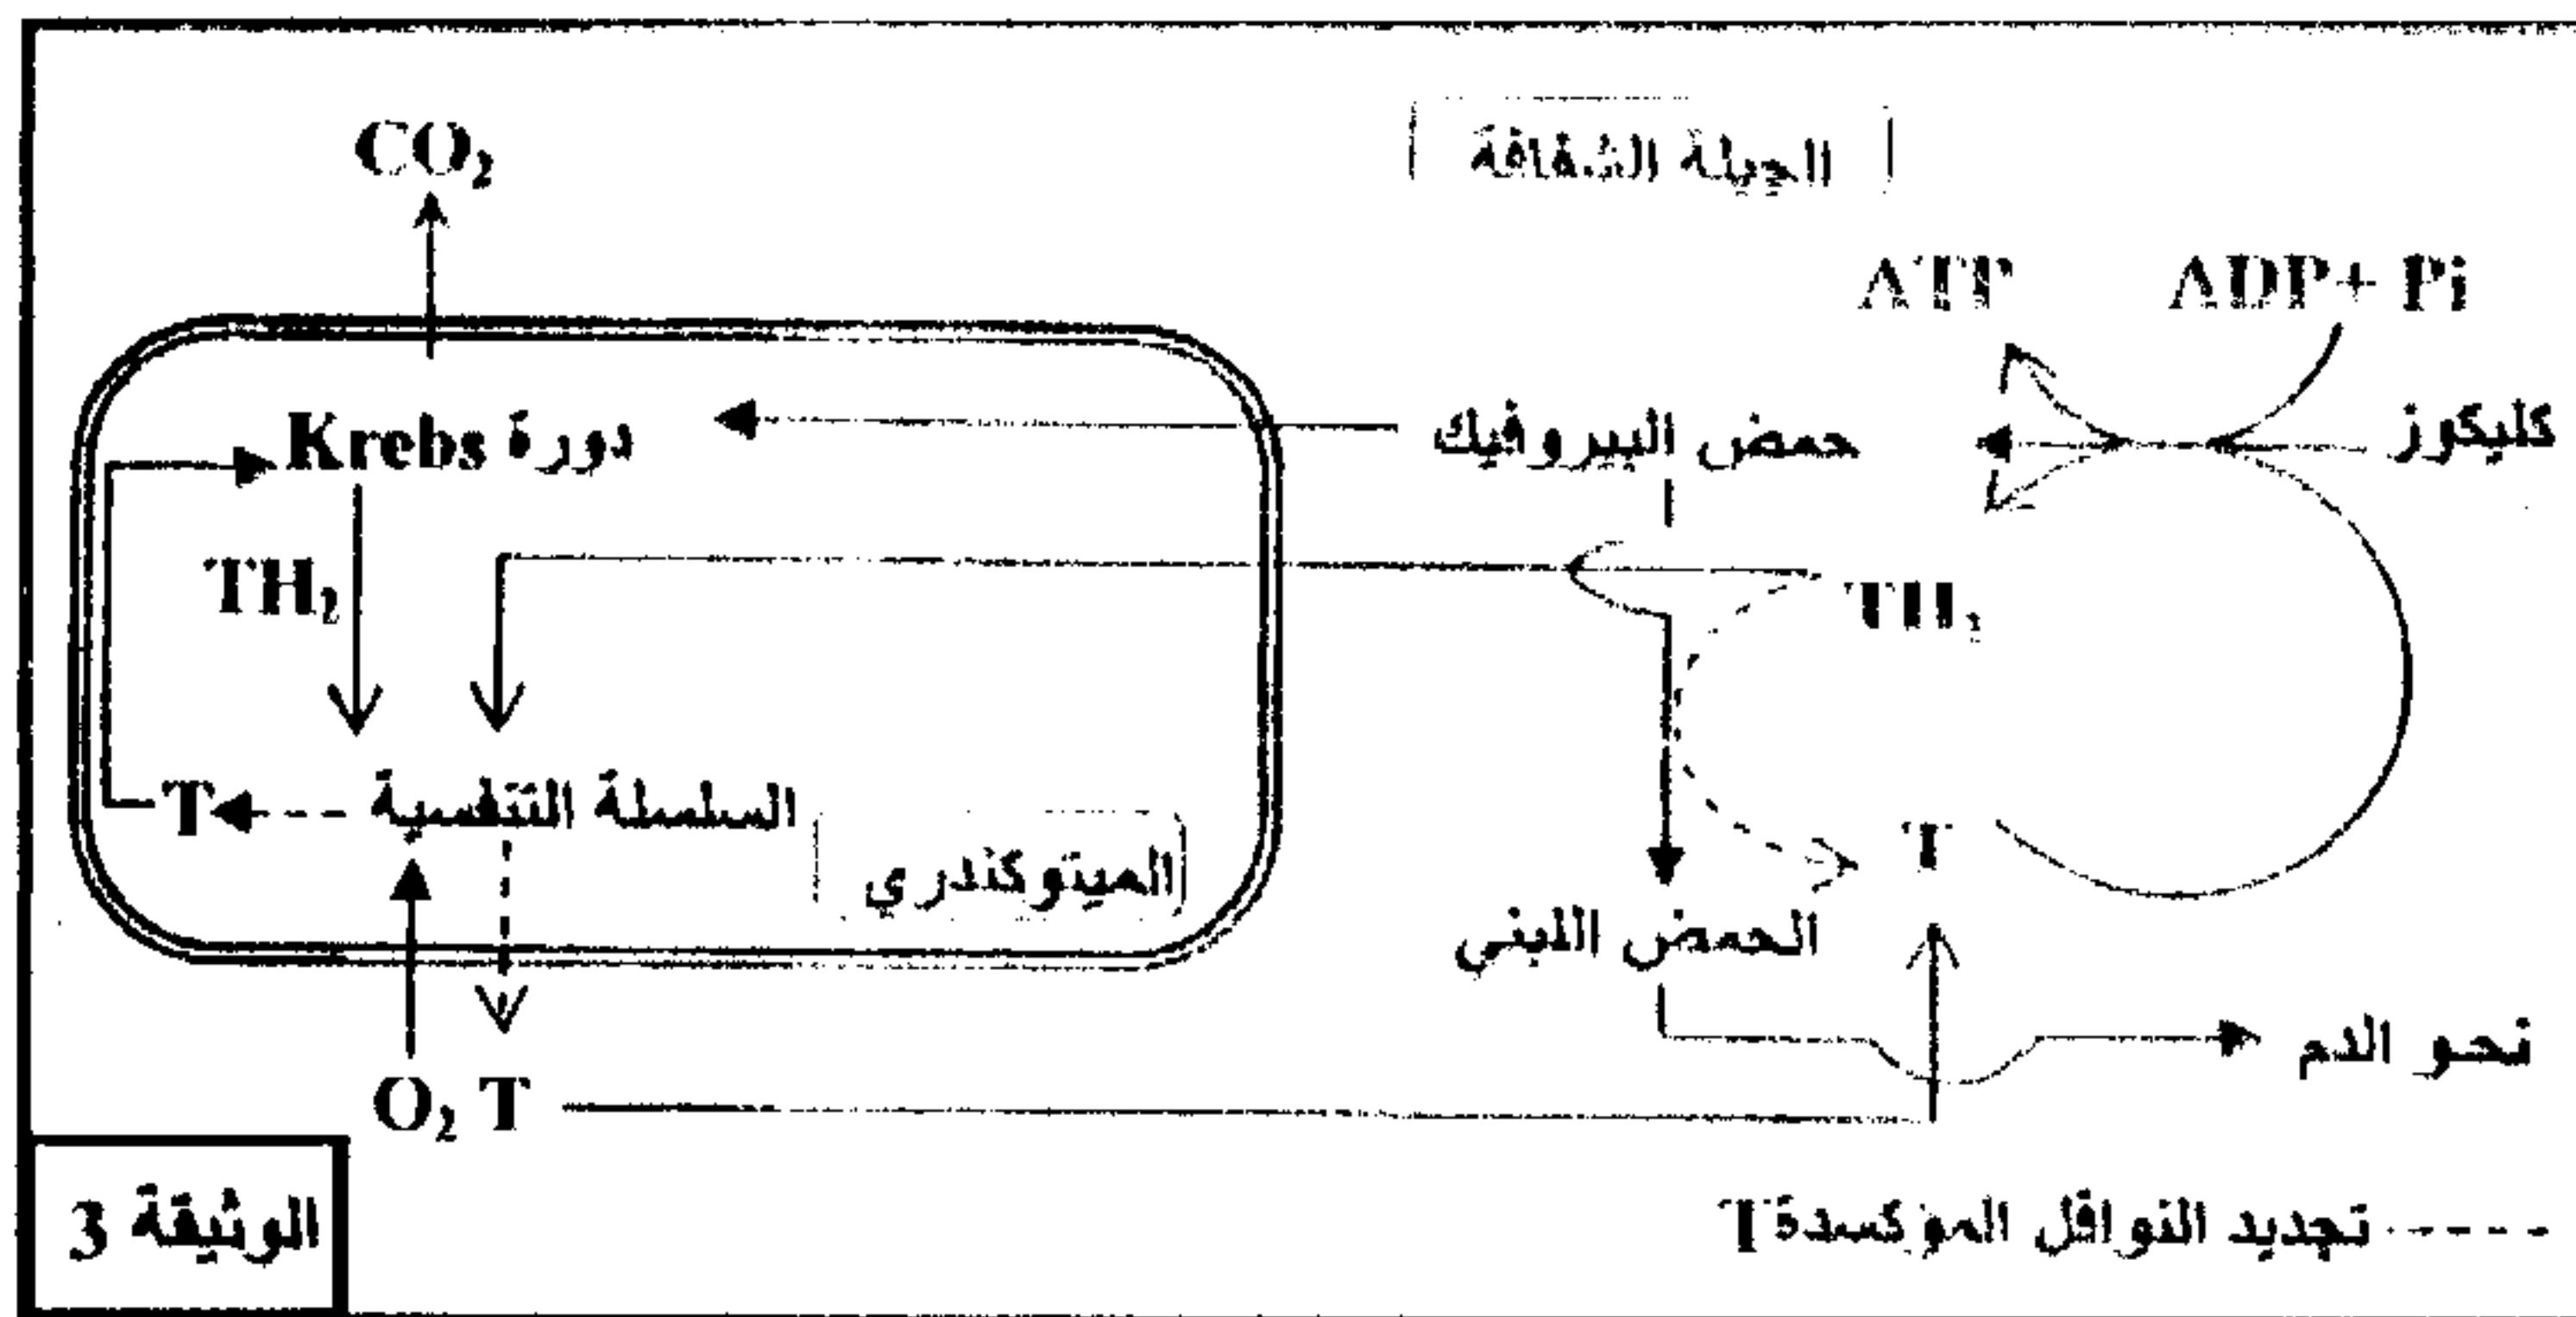 CO₂
الجبلة الشفافة
ATP
ADP+ Pi
كليكوز
حمض البيروفيك
دورة Krebs
TH₂
TH₂
السلسلة التنفسية
T
T
الميتوكندري
الحمض اللبني
نحو الدم
O₂ T
---- تجديد النواقل المؤكسدة T
الوثيقة 3